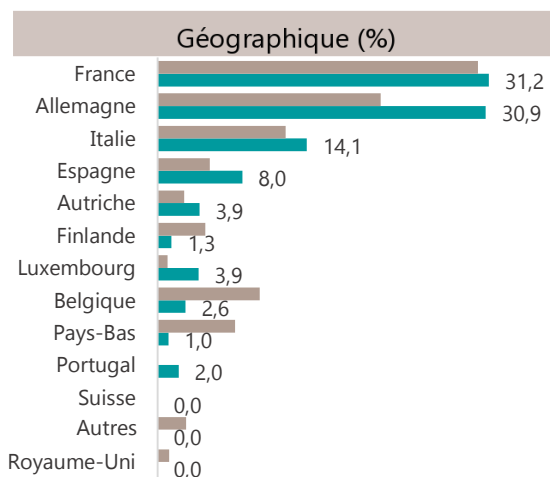 Géographique (%)
France 31,2
Allemagne 30,9
Italie 14,1
Espagne 8,0
Autriche 3,9
Finlande 1,3
Luxembourg 3,9
Belgique 2,6
Pays-Bas 1,0
Portugal 2,0
Suisse 0,0
Autres 0,0
Royaume-Uni 0,0